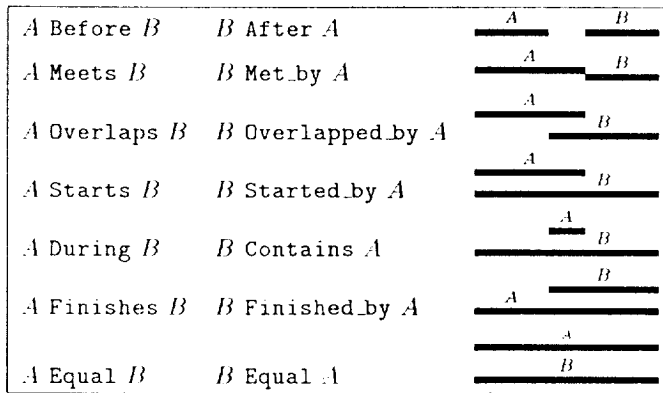 A Before B B After A A B
A Meets B B Met_by A A B
A Overlaps B B Overlapped_by A A B
A Starts B B Started_by A A B
A During B B Contains A A B
A Finishes B B Finished_by A A B
A
A Equal B B Equal A B